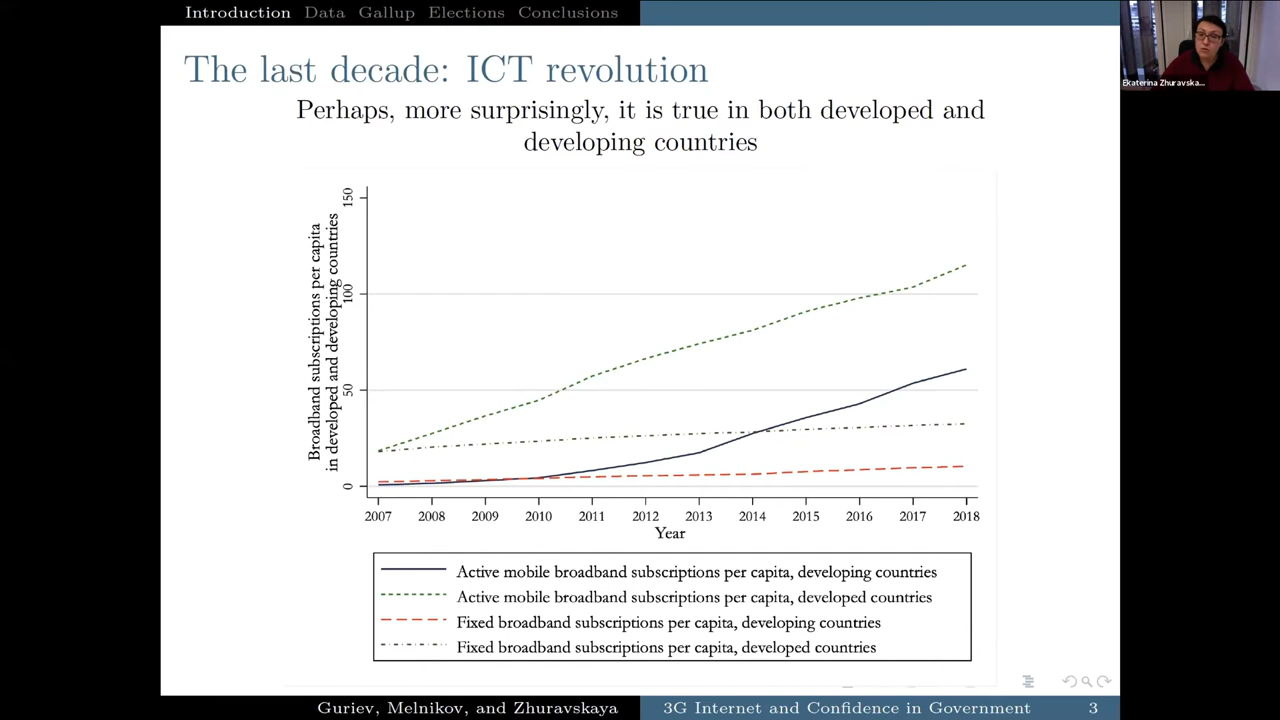 Introduction Data Gallup Elections Conclusions
Ekaterina Zhuravska...
The last decade: ICT revolution
Perhaps, more surprisingly, it is true in both developed and
developing countries
Broadband subscriptions per capita
in developed and developing countries
150
100
50
0
2007 2008 2009 2010 2011 2012 2013 2014 2015 2016 2017 2018
Year
Active mobile broadband subscriptions per capita, developing countries
Active mobile broadband subscriptions per capita, developed countries
Fixed broadband subscriptions per capita, developing countries
Fixed broadband subscriptions per capita, developed countries
Guriev, Melnikov, and Zhuravskaya 3G Internet and Confidence in Government 3